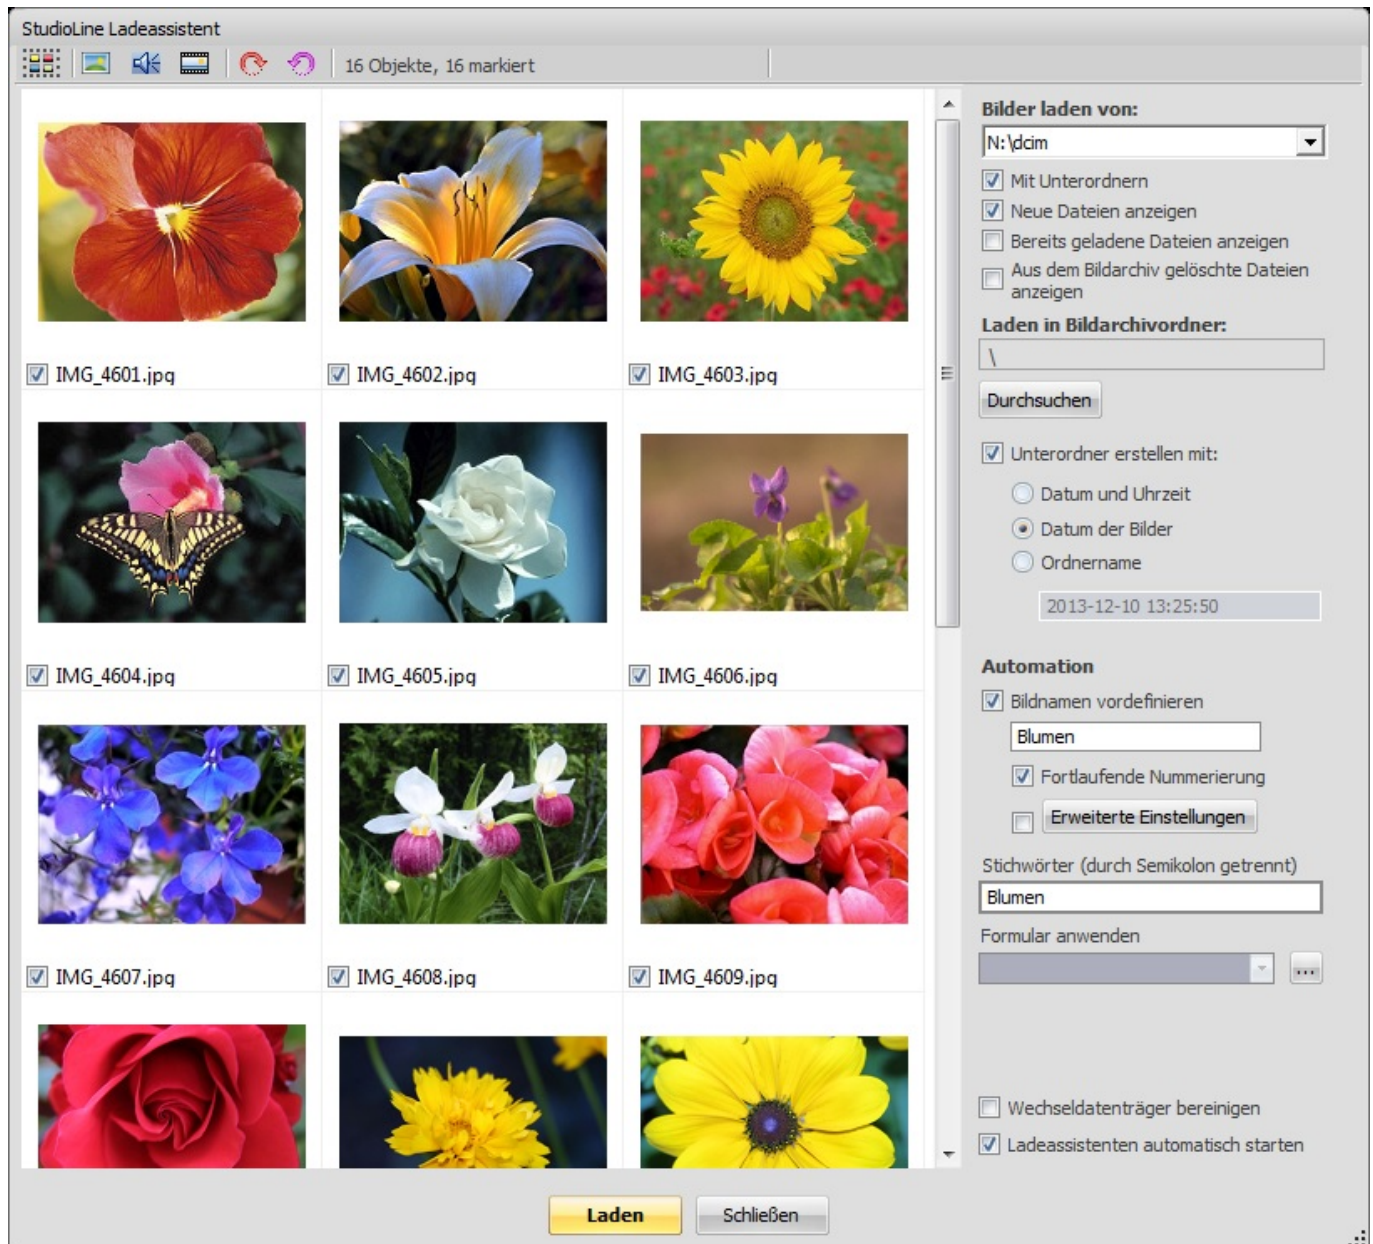 StudioLine Ladeassistent
16 Objekte, 16 markiert
IMG_4601.jpg
IMG_4602.jpg
IMG_4603.jpg
IMG_4604.jpg
IMG_4605.jpg
IMG_4606.jpg
IMG_4607.jpg
IMG_4608.jpg
IMG_4609.jpg
Bilder laden von:
N:\dcim
Mit Unterordnern
Neue Dateien anzeigen
Bereits geladene Dateien anzeigen
Aus dem Bildarchiv gelöschte Dateien
anzeigen
Laden in Bildarchivordner:
\
Durchsuchen
Unterordner erstellen mit:
Datum und Uhrzeit
Datum der Bilder
Ordnername
2013-12-10 13:25:50
Automation
Bildnamen vordefinieren
Blumen
Fortlaufende Nummerierung
Erweiterte Einstellungen
Stichwörter (durch Semikolon getrennt)
Blumen
Formular anwenden
...
Wechseldatenträger bereinigen
Ladeassistenten automatisch starten
Laden
Schließen